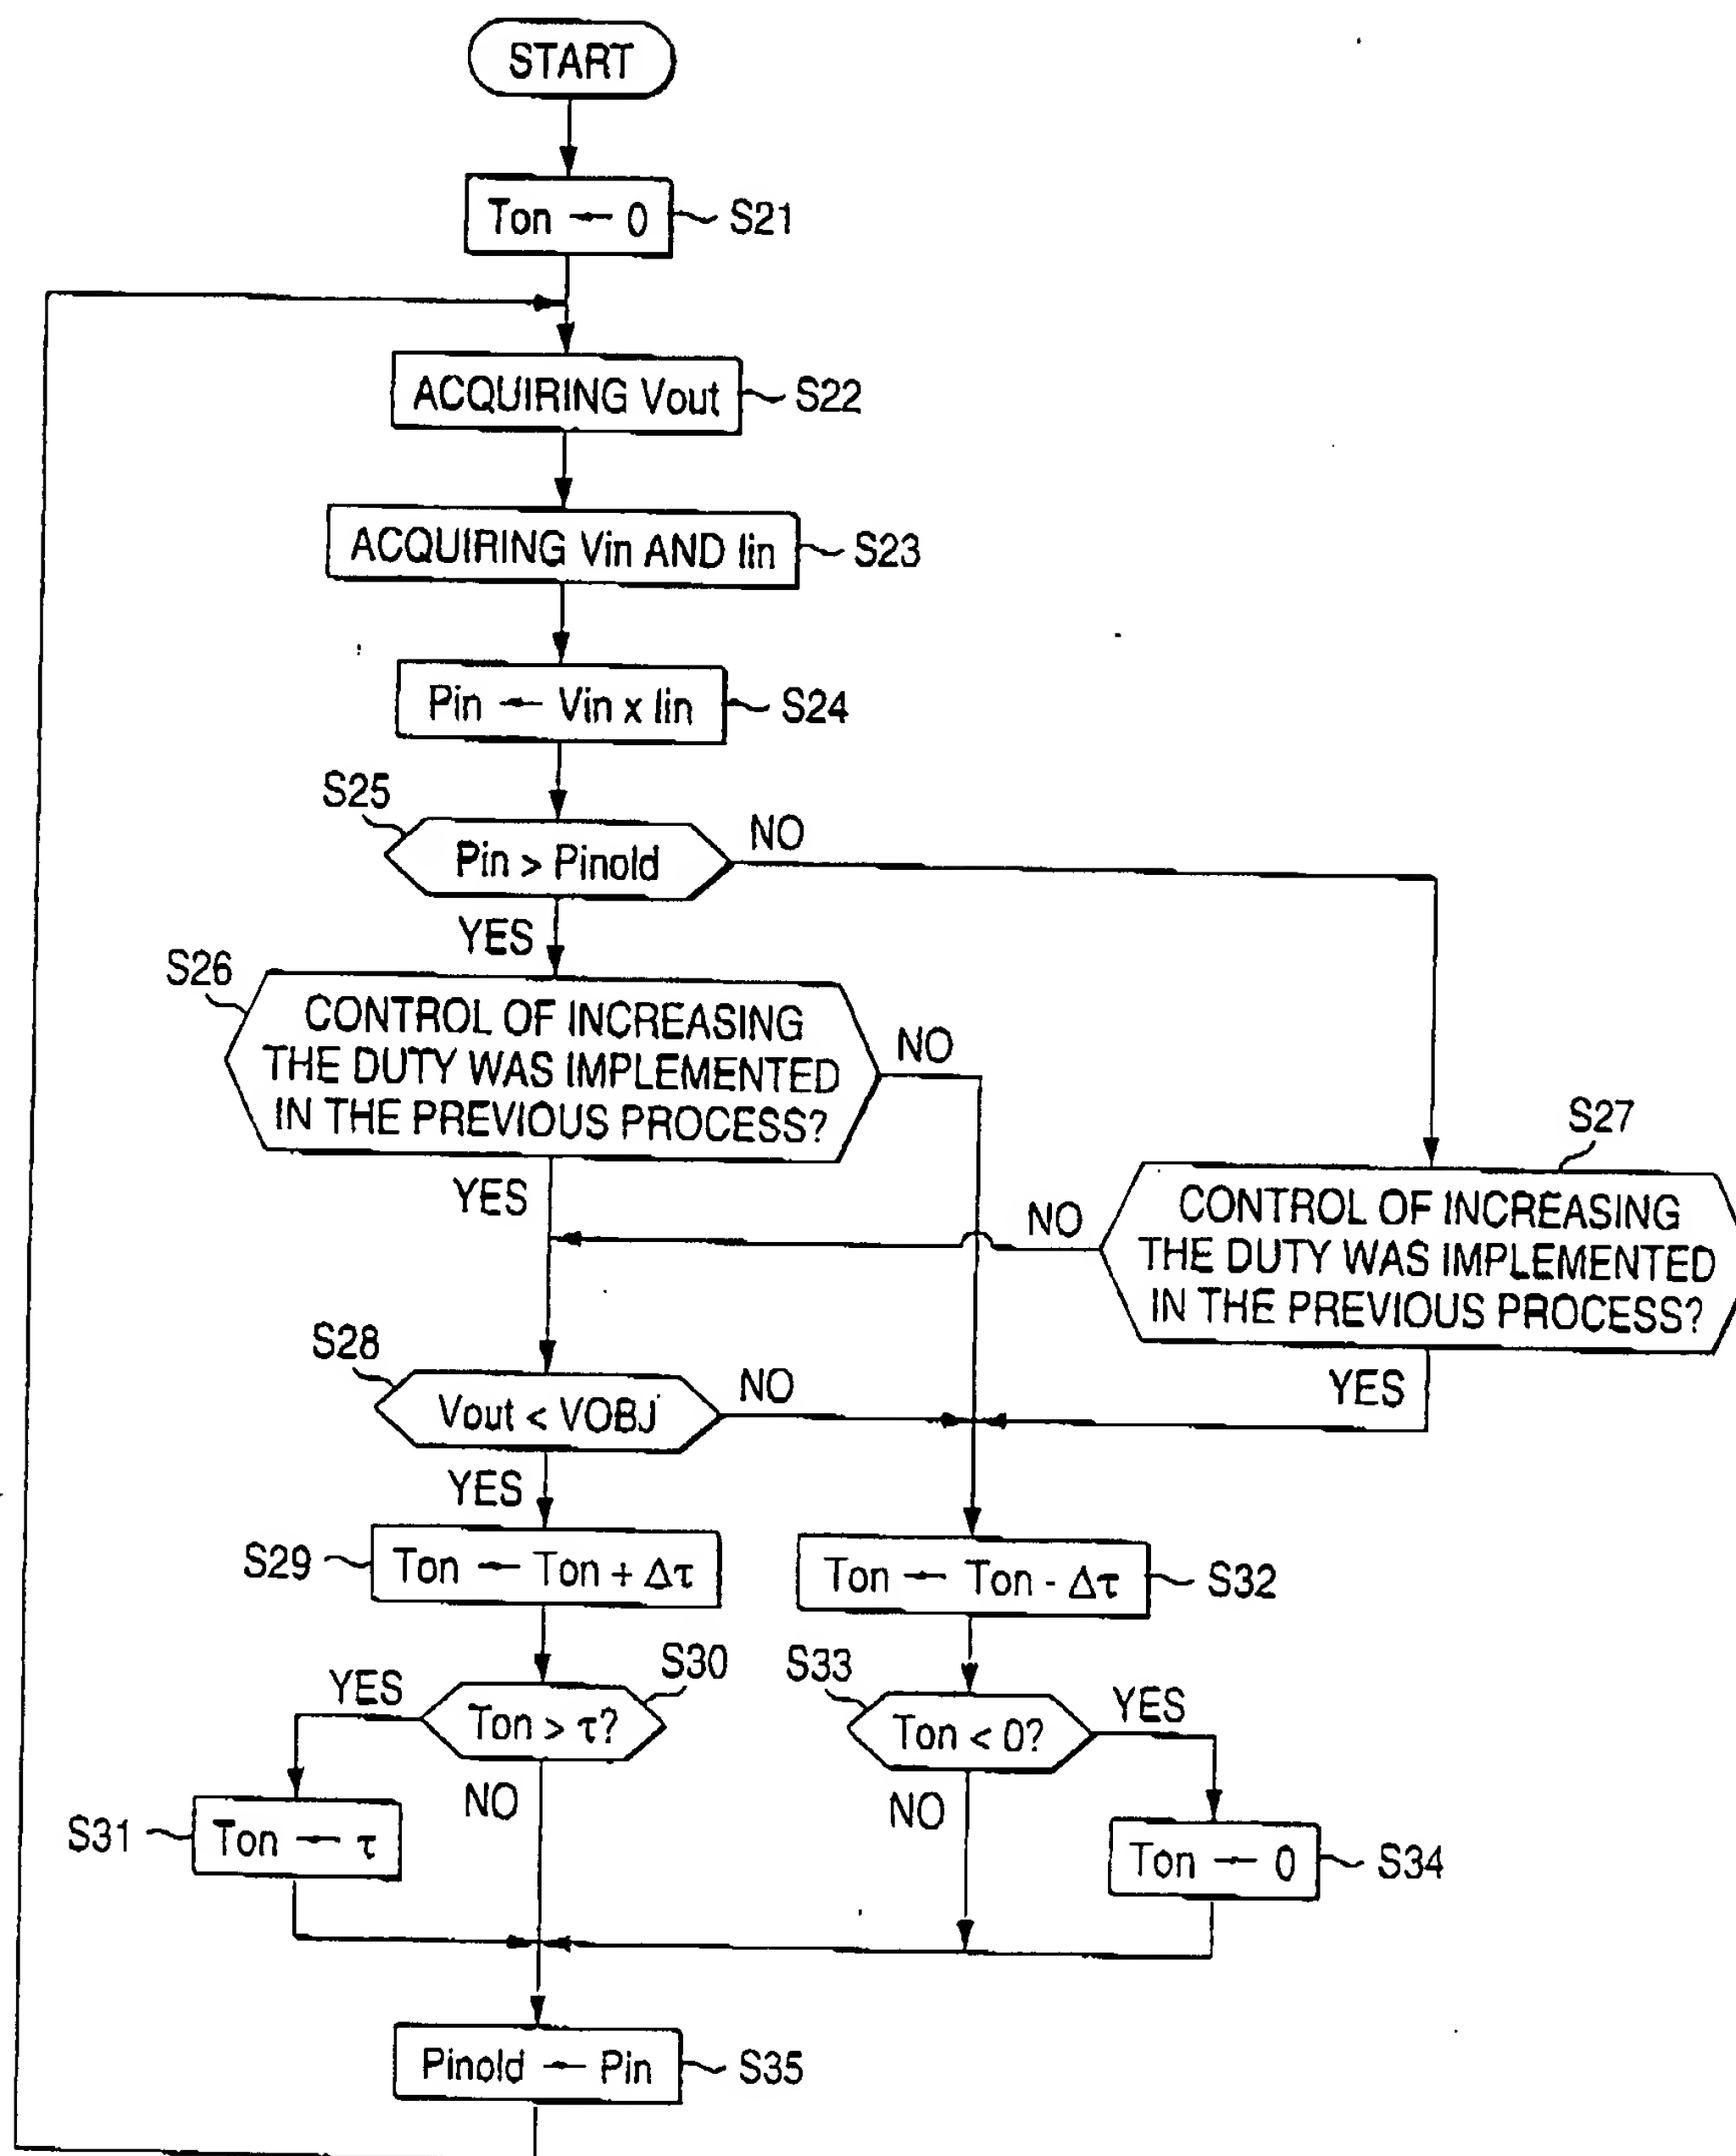 START
Ton ← 0
S21
ACQUIRING Vout
S22
ACQUIRING Vin AND Iin
S23
Pin ← Vin x Iin
S24
S25
Pin > Pinold
NO
YES
S26
CONTROL OF INCREASING
THE DUTY WAS IMPLEMENTED
IN THE PREVIOUS PROCESS?
NO
YES
S27
CONTROL OF INCREASING
THE DUTY WAS IMPLEMENTED
IN THE PREVIOUS PROCESS?
NO
YES
S28
Vout < VOBJ
NO
YES
S29
Ton ← Ton + Δτ
Ton ← Ton - Δτ
S32
S30
Ton > τ?
YES
NO
S33
Ton < 0?
YES
NO
S31
Ton ← τ
Ton ← 0
S34
Pinold ← Pin
S35